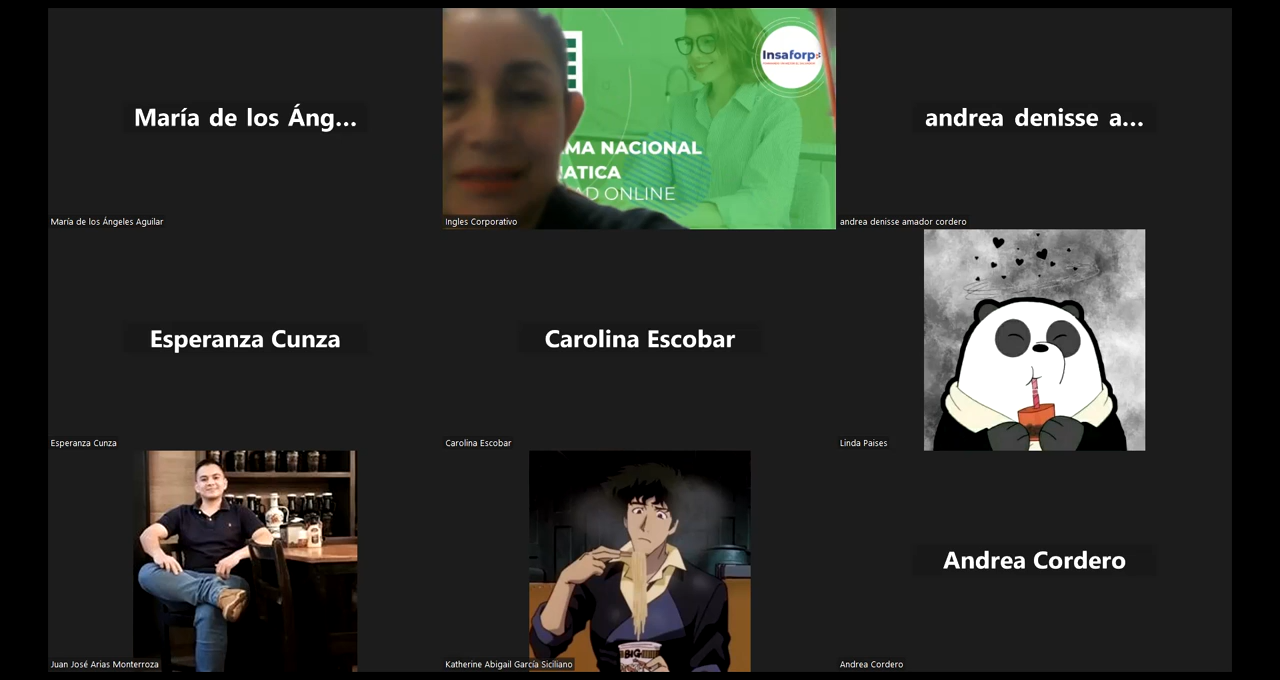 María de los Áng...
María de los Ángeles Aguilar
Insaforp
AMA NACIONAL
ÁTICA
AD ONLINE
Ingles Corporativo
andrea denisse a...
andrea denisse amador cordero
Esperanza Cunza
Esperanza Cunza
Carolina Escobar
Carolina Escobar
Linda Paises
Juan José Arias Monterroza
BIG
Katherine Abigail García Siciliano
Andrea Cordero
Andrea Cordero